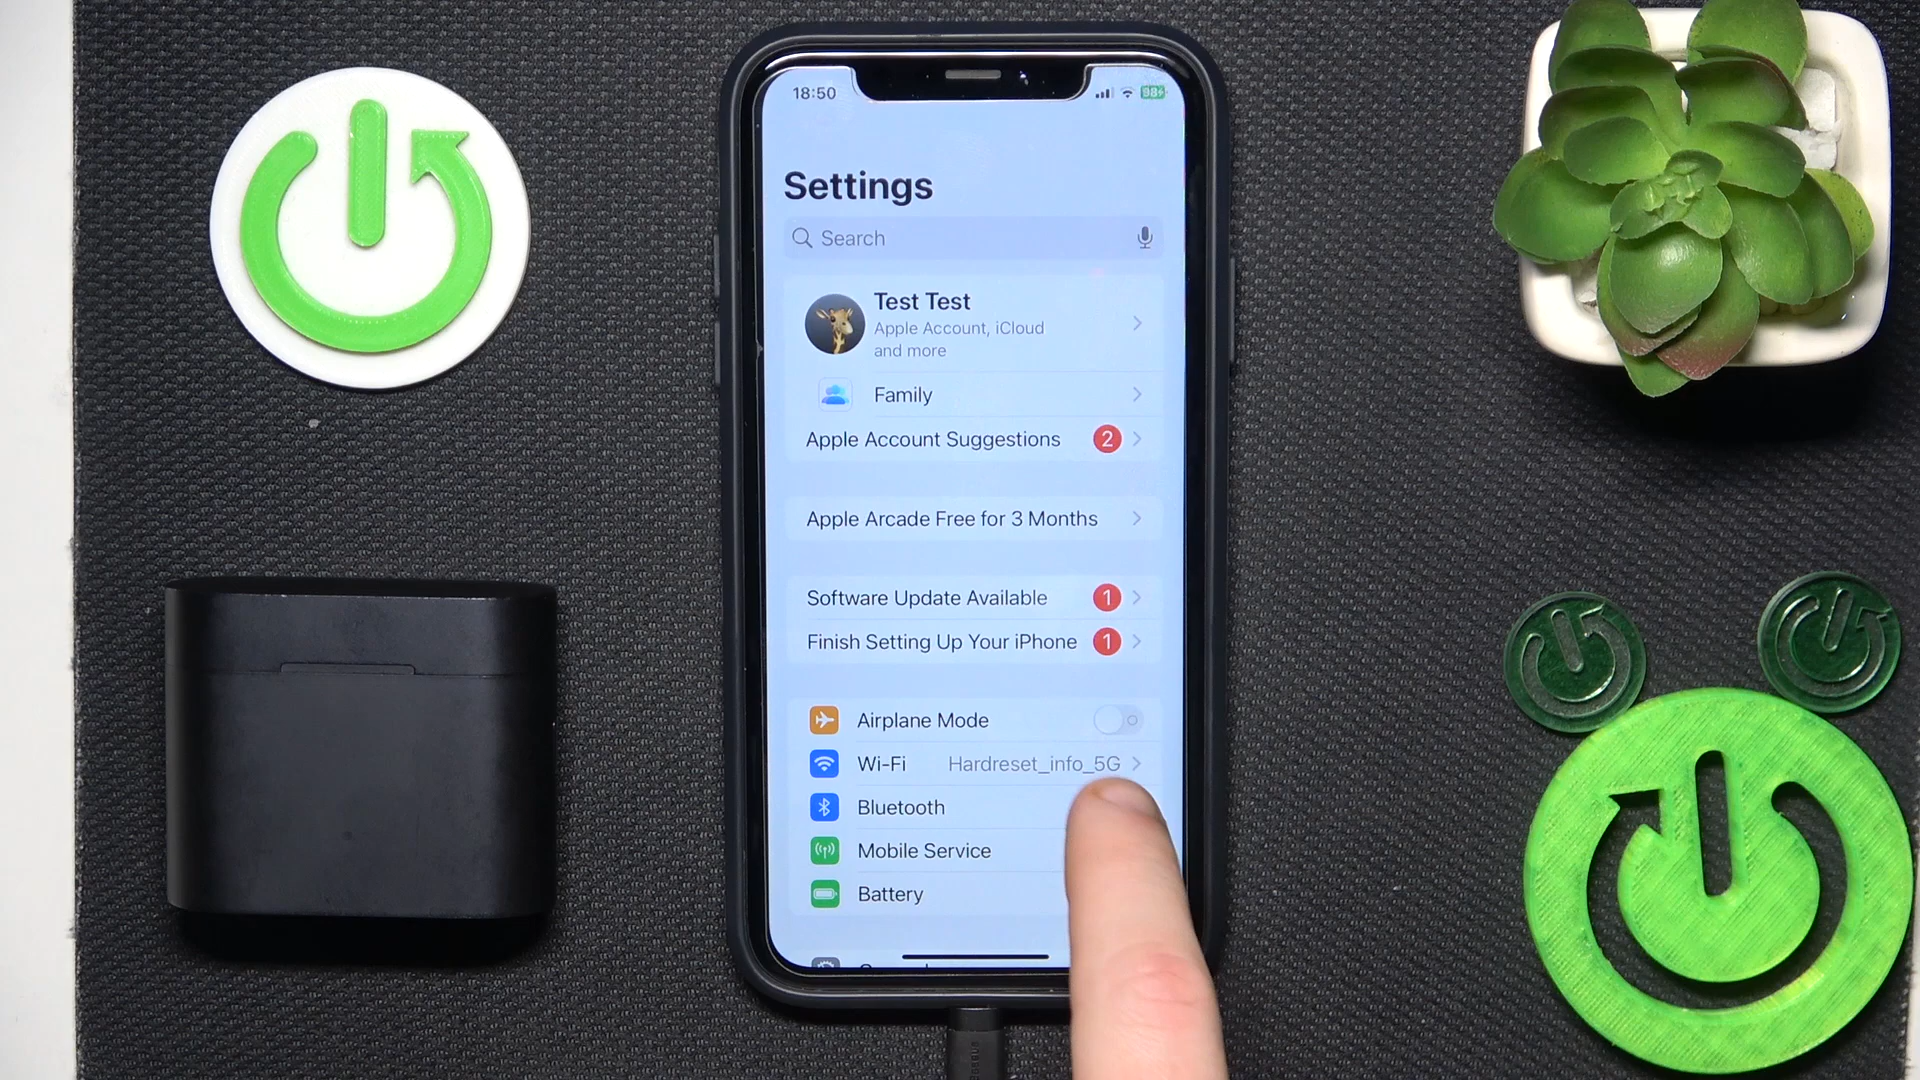 18:50
98
Settings
Search
Test Test
Apple Account, iCloud
and more
Family
Apple Account Suggestions 2
Apple Arcade Free for 3 Months
Software Update Available 1
Finish Setting Up Your iPhone 1
Airplane Mode
Wi-Fi Hardreset_info_5G
Bluetooth
Mobile Service
Battery